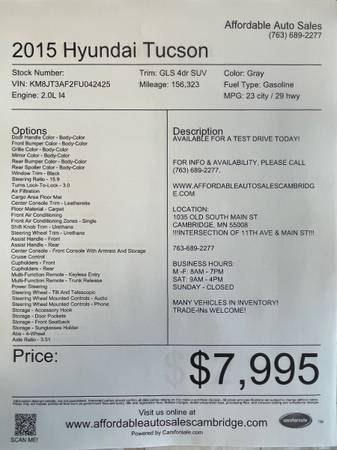 Affordable Auto Sales
(763) 689-2277
2015 Hyundai Tucson
Stock Number:
VIN: KM8JT3AF2FU042425
Engine: 2.0L I4
Trim: GLS 4dr SUV
Mileage: 156,323
Color: Gray
Fuel Type: Gasoline
MPG: 23 city / 29 hwy
Options
Door Handle Color - Body-Color
Front Bumper Color - Body-Color
Grille Color - Body-Color
Mirror Color - Body-Color
Rear Bumper Color - Body-Color
Rear Spoiler Color - Body-Color
Window Trim - Black
Steering Ratio - 15.9
Turns Lock-To-Lock - 3.0
Air Filtration
Cargo Area Floor Mat
Center Console Trim - Leatherette
Floor Material - Carpet
Front Air Conditioning
Front Air Conditioning Zones - Single
Shift Knob Trim - Urethane
Steering Wheel Trim - Urethane
Assist Handle - Front
Assist Handle - Rear
Center Console - Front Console With Armrest And Storage
Cruise Control
Cupholders - Front
Cupholders - Rear
Multi-Function Remote - Keyless Entry
Multi-Function Remote - Trunk Release
Power Steering
Steering Wheel - Tilt And Telescopic
Steering Wheel Mounted Controls - Audio
Steering Wheel Mounted Controls - Phone
Storage - Accessory Hook
Storage - Door Pockets
Storage - Front Seatback
Storage - Sunglasses Holder
Abs - 4-Wheel
Axle Ratio - 3.51
Description
AVAILABLE FOR A TEST DRIVE TODAY!
FOR INFO & AVAILABILITY, PLEASE CALL
(763) 689-2277.
WWW.AFFORDABLEAUTOSALESCAMBRIDG
E.COM
LOCATION:
1035 OLD SOUTH MAIN ST
CAMBRIDGE, MN 55008
!!!INTERSECTION OF 11TH AVE & MAIN ST!!!
763-689-2277
BUSINESS HOURS:
M -F: 8AM - 7PM
SAT: 9AM - 4PM
SUNDAY - CLOSED
MANY VEHICLES IN INVENTORY!
TRADE-INs WELCOME!
Price:
$7,995
SCAN ME!
Visit us online at
www.affordableautosalescambridge.com
Powered by Carsforsale.com
carsforsale